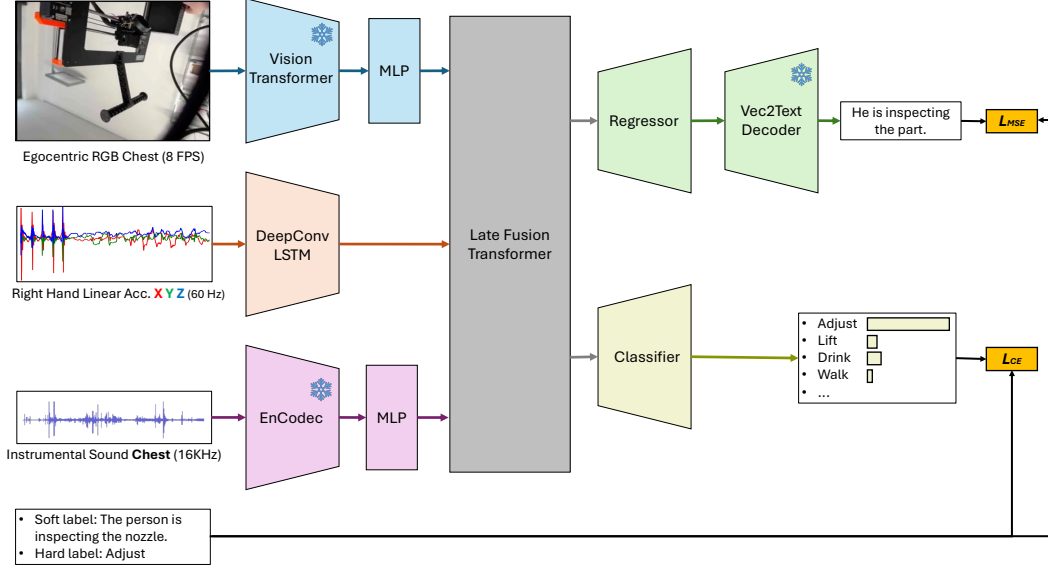 Vision
Transformer
MLP
Egocentric RGB Chest (8 FPS)
DeepConv
LSTM
Right Hand Linear Acc. X Y Z (60 Hz)
EnCodec
MLP
Instrumental Sound Chest (16KHz)
• Soft label: The person is
inspecting the nozzle.
• Hard label: Adjust
Late Fusion
Transformer
Regressor
Vec2Text
Decoder
He is inspecting
the part.
LMSE
Classifier
• Adjust
• Lift
• Drink
• Walk
• ...
LCE